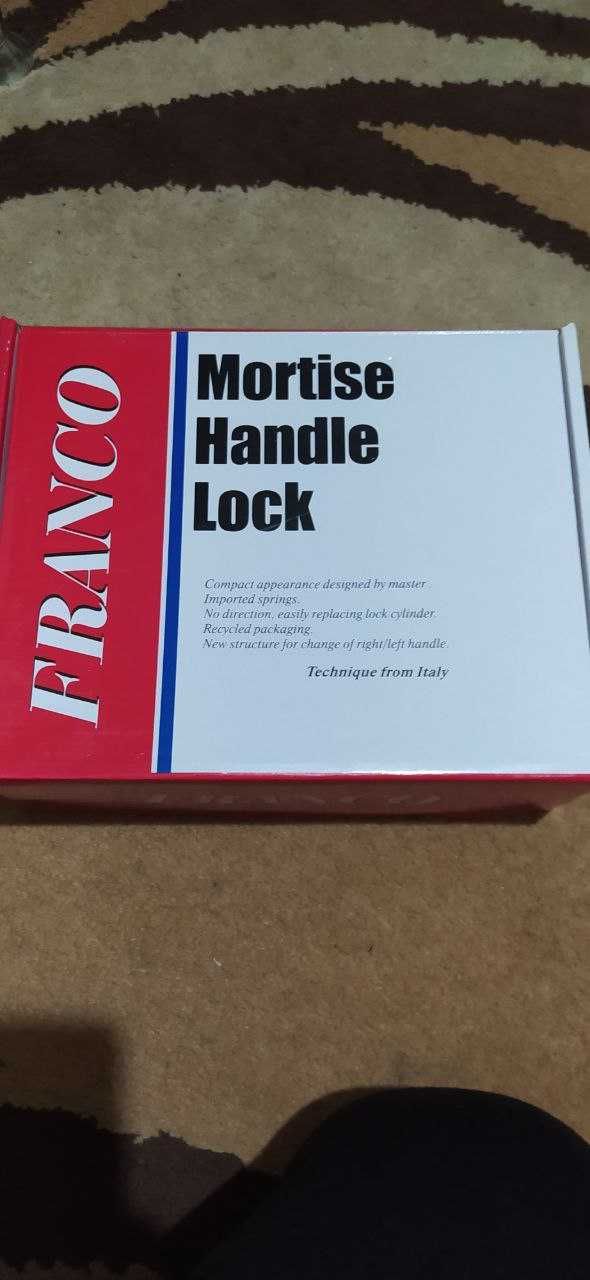 FRANCO
Mortise
Handle
Lock
Compact appearance designed by master.
Imported springs.
No direction, easily replacing lock cylinder.
Recycled packaging.
New structure for change of right/left handle.
Technique from Italy
FRANCO